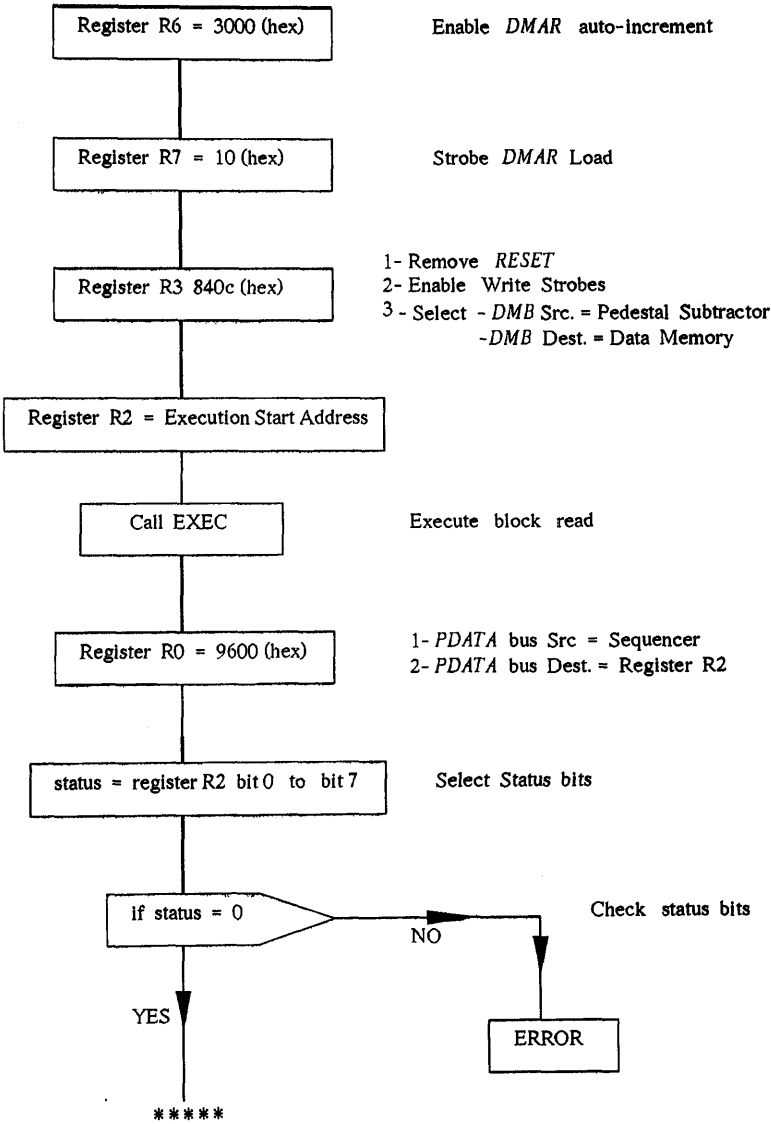 Register R6 = 3000 (hex)
Enable DMAR auto-increment
Register R7 = 10 (hex)
Strobe DMAR Load
Register R3 840c (hex)
1- Remove RESET
2- Enable Write Strobes
3 - Select - DMB Src. = Pedestal Subtractor
-DMB Dest. = Data Memory
Register R2 = Execution Start Address
Call EXEC
Execute block read
Register R0 = 9600 (hex)
1- PDATA bus Src = Sequencer
2- PDATA bus Dest. = Register R2
status = register R2 bit 0 to bit 7
Select Status bits
if status = 0
Check status bits
NO
YES
ERROR
*****